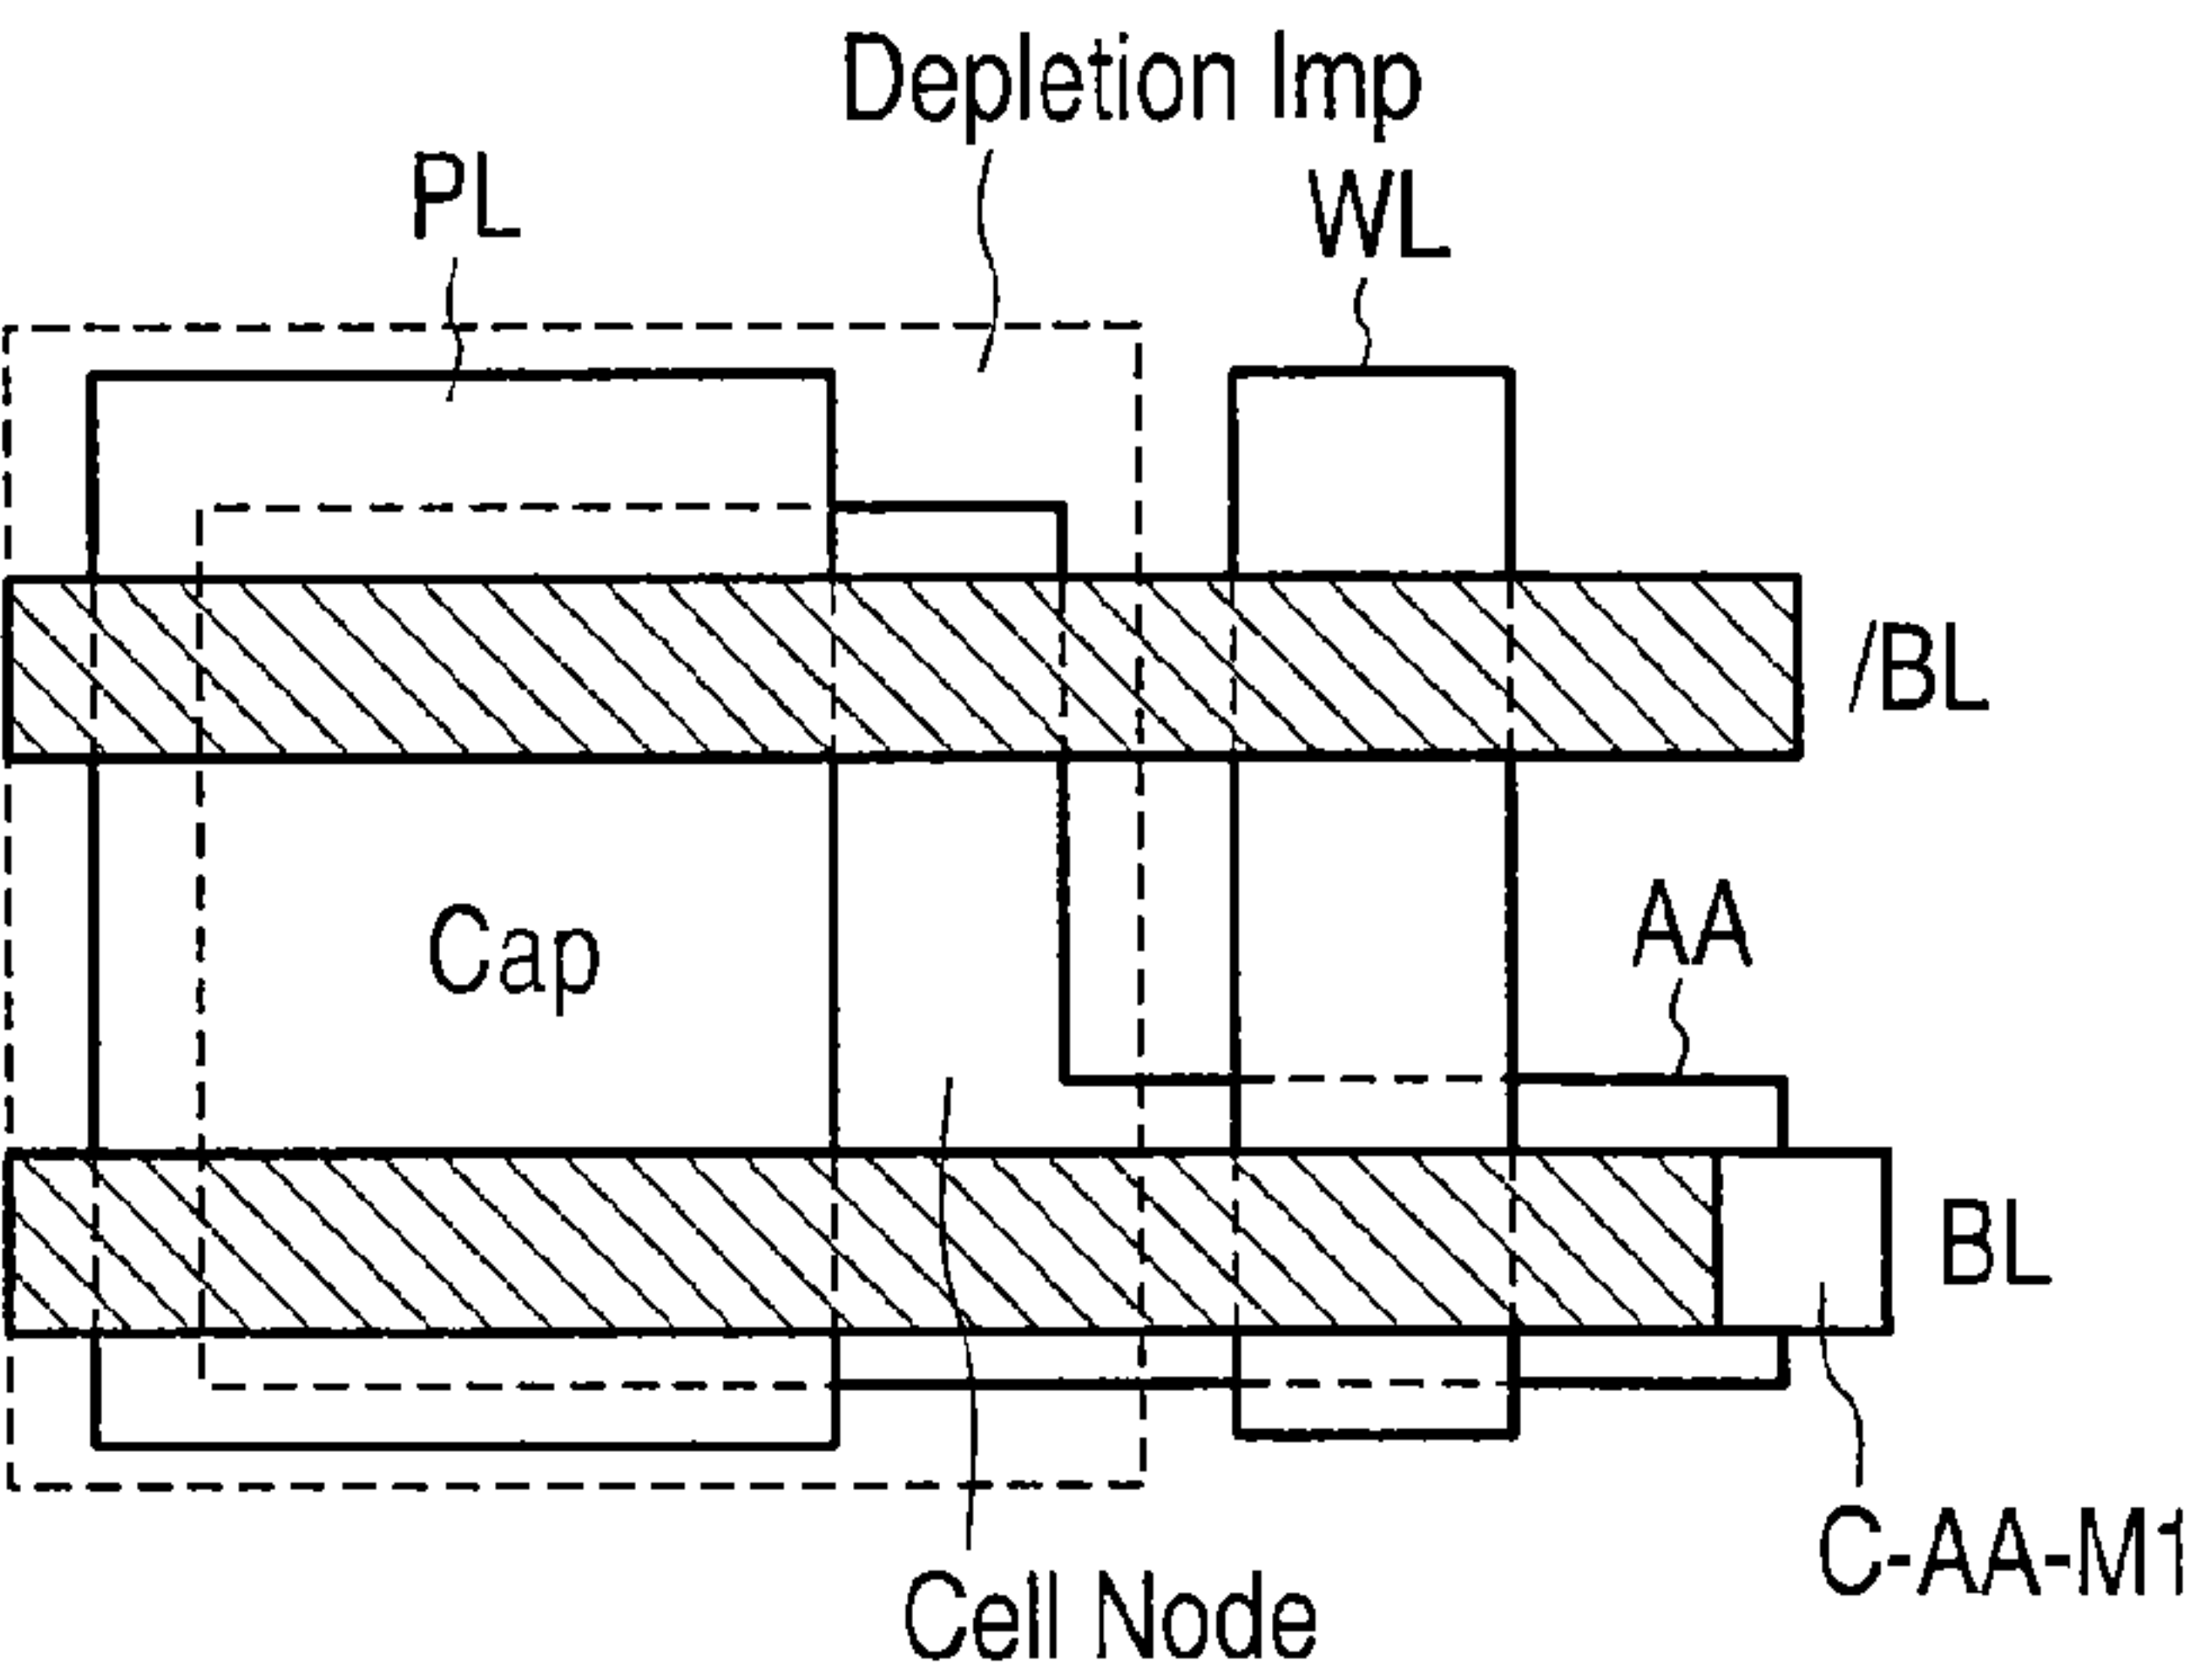 Depletion Imp
PL
WL
/BL
AA
Cap
BL
C-AA-M1
Cell Node